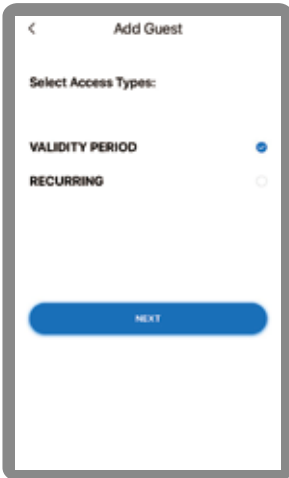 Add Guest
Select Access Types:
VALIDITY PERIOD
RECURRING
NEXT